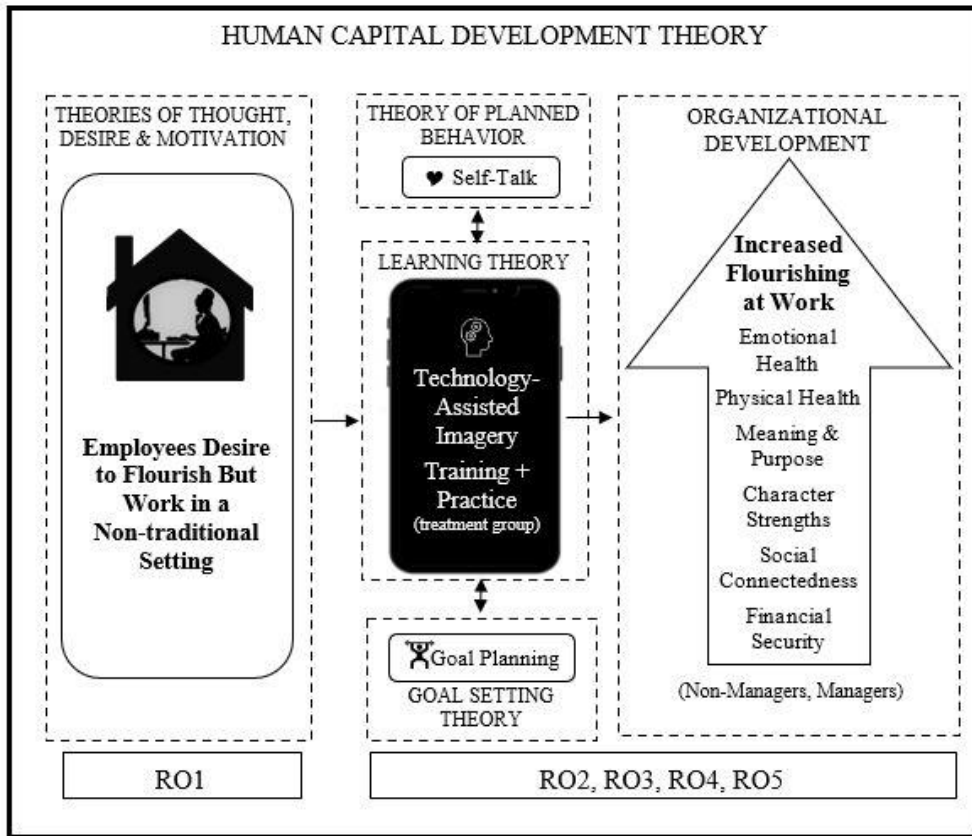 HUMAN CAPITAL DEVELOPMENT THEORY
THEORIES OF THOUGHT,
DESIRE & MOTIVATION
Employees Desire
to Flourish But
Work in a
Non-traditional
Setting
THEORY OF PLANNED
BEHAVIOR
Self-Talk
LEARNING THEORY
Technology-
Assisted
Imagery
Training +
Practice
(treatment group)
Goal Planning
GOAL SETTING
THEORY
ORGANIZATIONAL
DEVELOPMENT
Increased
Flourishing
at Work
Emotional
Health
Physical Health
Meaning &
Purpose
Character
Strengths
Social
Connectedness
Financial
Security
(Non-Managers, Managers)
RO1
RO2, RO3, RO4, RO5